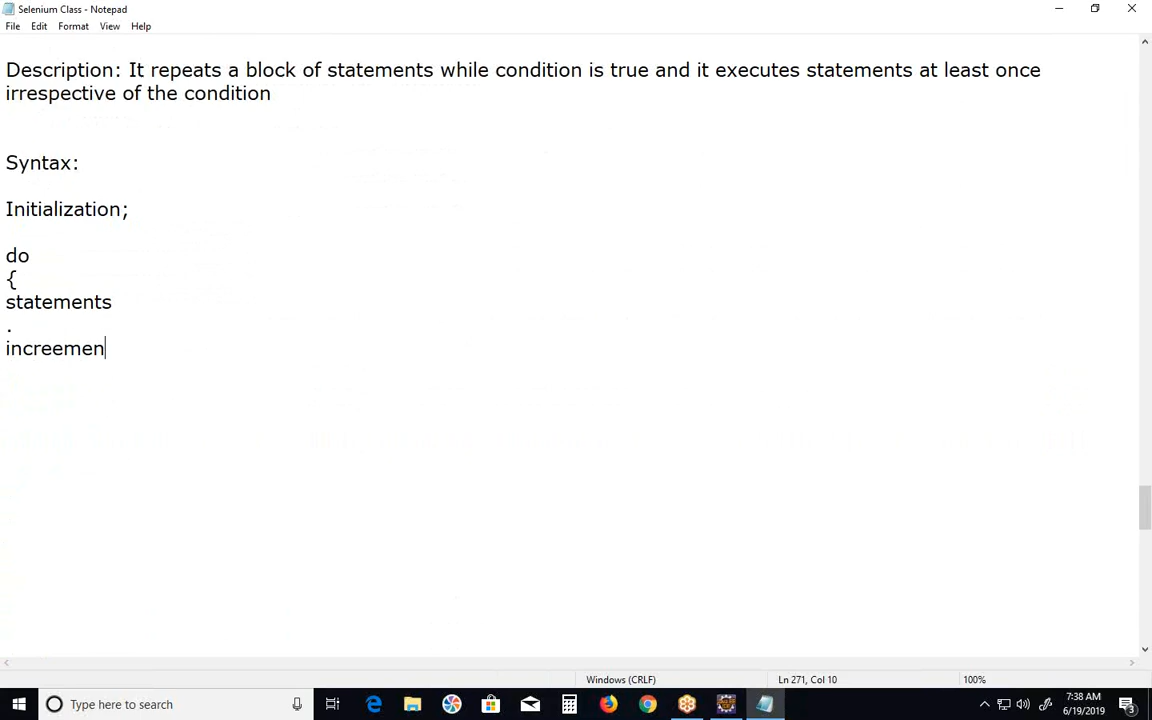 Selenium Class - Notepad
File Edit Format View Help
Description: It repeats a block of statements while condition is true and it executes statements at least once
irrespective of the condition
Syntax:
Initialization;
do
{
statements
.
increemen
Windows (CRLF) Ln 271, Col 10 100%
Type here to search
7:38 AM
6/19/2019
3